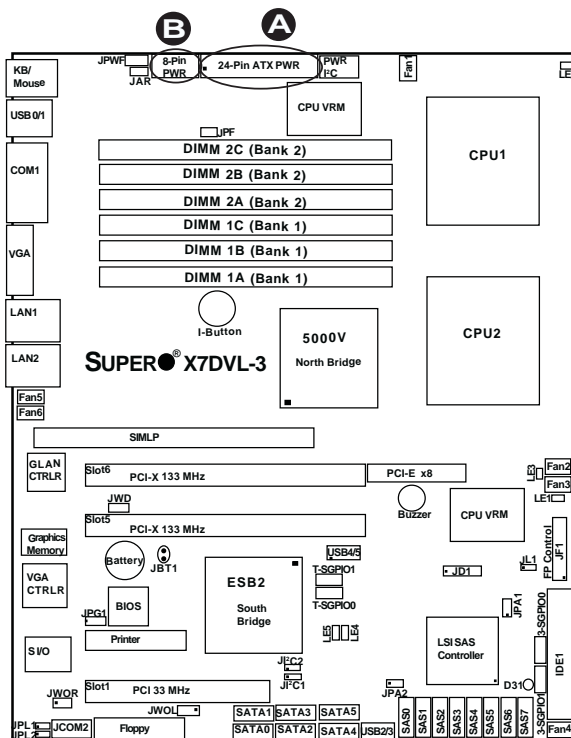 B
A
JPWF
JAR
8-Pin
PWR
24-Pin ATX PWR
PWR
I²C
Fan1
LE
KB/
Mouse
USB0/1
CPU VRM
JPF
COM1
DIMM 2C (Bank 2)
DIMM 2B (Bank 2)
DIMM 2A (Bank 2)
DIMM 1C (Bank 1)
DIMM 1B (Bank 1)
DIMM 1A (Bank 1)
CPU1
VGA
I-Button
LAN1
LAN2
SUPER●® X7DVL-3
5000V
North Bridge
CPU2
Fan5
Fan6
SIMLP
GLAN
CTRLR
Slot6
PCI-X 133 MHz
PCI-E x8
LE3
Fan2
Fan3
LE1
JWD
Buzzer
CPU VRM
Slot5
PCI-X 133 MHz
Graphics
Memory
Battery
JBT1
USB4/5
T-SGPIO1
T-SGPIO0
JL1
FP Control
JF1
JD1
VGA
CTRLR
BIOS
JPG1
ESB2
South
Bridge
JPA1
3-SGPIO0
Printer
LE5
LE4
LSI SAS
Controller
S I/O
JI²C2
JI²C1
IDE1
Slot1
PCI 33 MHz
JPA2
D31
3-SGPIO1
JWOR
JWOL
JPL1
JPL2
JCOM2
Floppy
SATA1
SATA3
SATA5
SATA0
SATA2
SATA4
USB2/3
SAS0
SAS1
SAS2
SAS3
SAS4
SAS5
SAS6
SAS7
Fan4